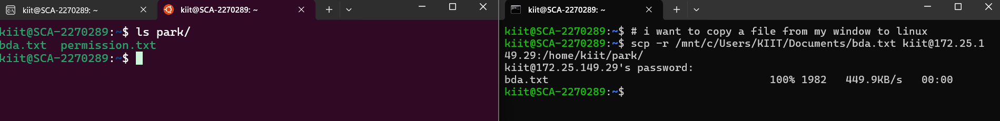 kiit@SCA-2270289: ~
kiit@SCA-2270289: ~
kiit@SCA-2270289:~$ ls park/
bda.txt  permission.txt
kiit@SCA-2270289:~$
kiit@SCA-2270289: ~
kiit@SCA-2270289:~$ # i want to copy a file from my window to linux
kiit@SCA-2270289:~$ scp -r /mnt/c/Users/KIIT/Documents/bda.txt kiit@172.25.1
49.29:/home/kiit/park/
kiit@172.25.149.29's password:
bda.txt 100% 1982 449.9KB/s 00:00
kiit@SCA-2270289:~$